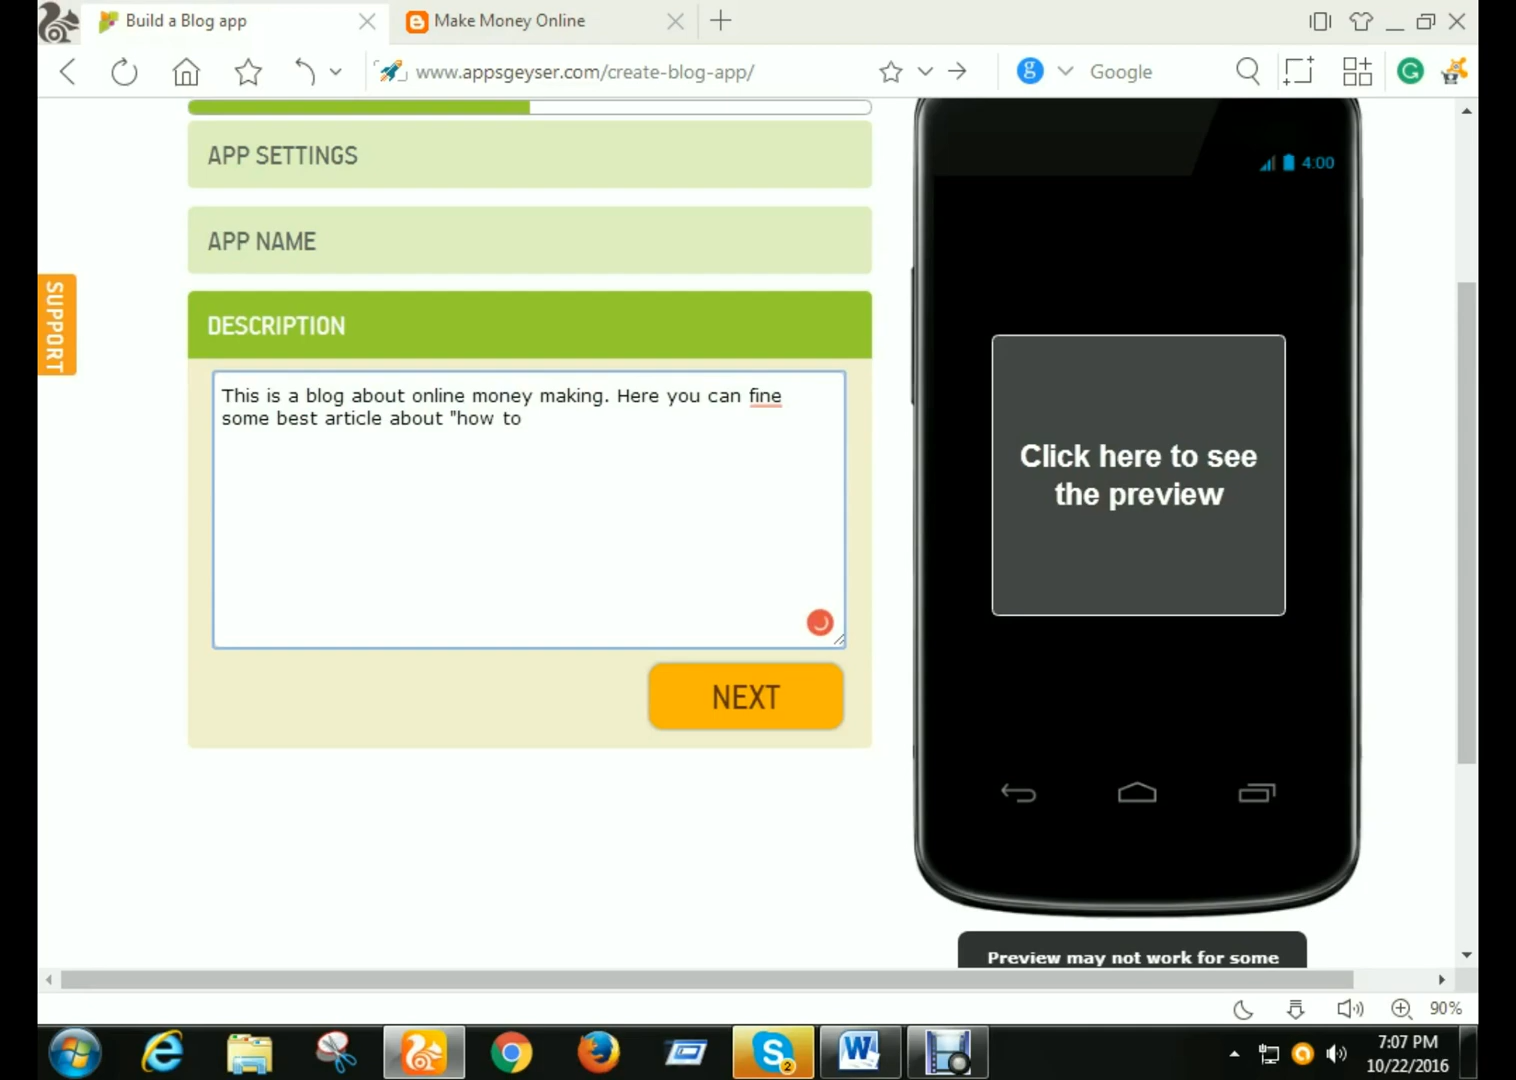 Build a Blog app
Make Money Online
www.appsgeyser.com/create-blog-app/
g
Google
G
4:00
APP SETTINGS
APP NAME
SUPPORT
DESCRIPTION
This is a blog about online money making. Here you can fine
some best article about "how to
Click here to see
the preview
NEXT
Preview may not work for some
90%
S
2
W
7:07 PM
10/22/2016